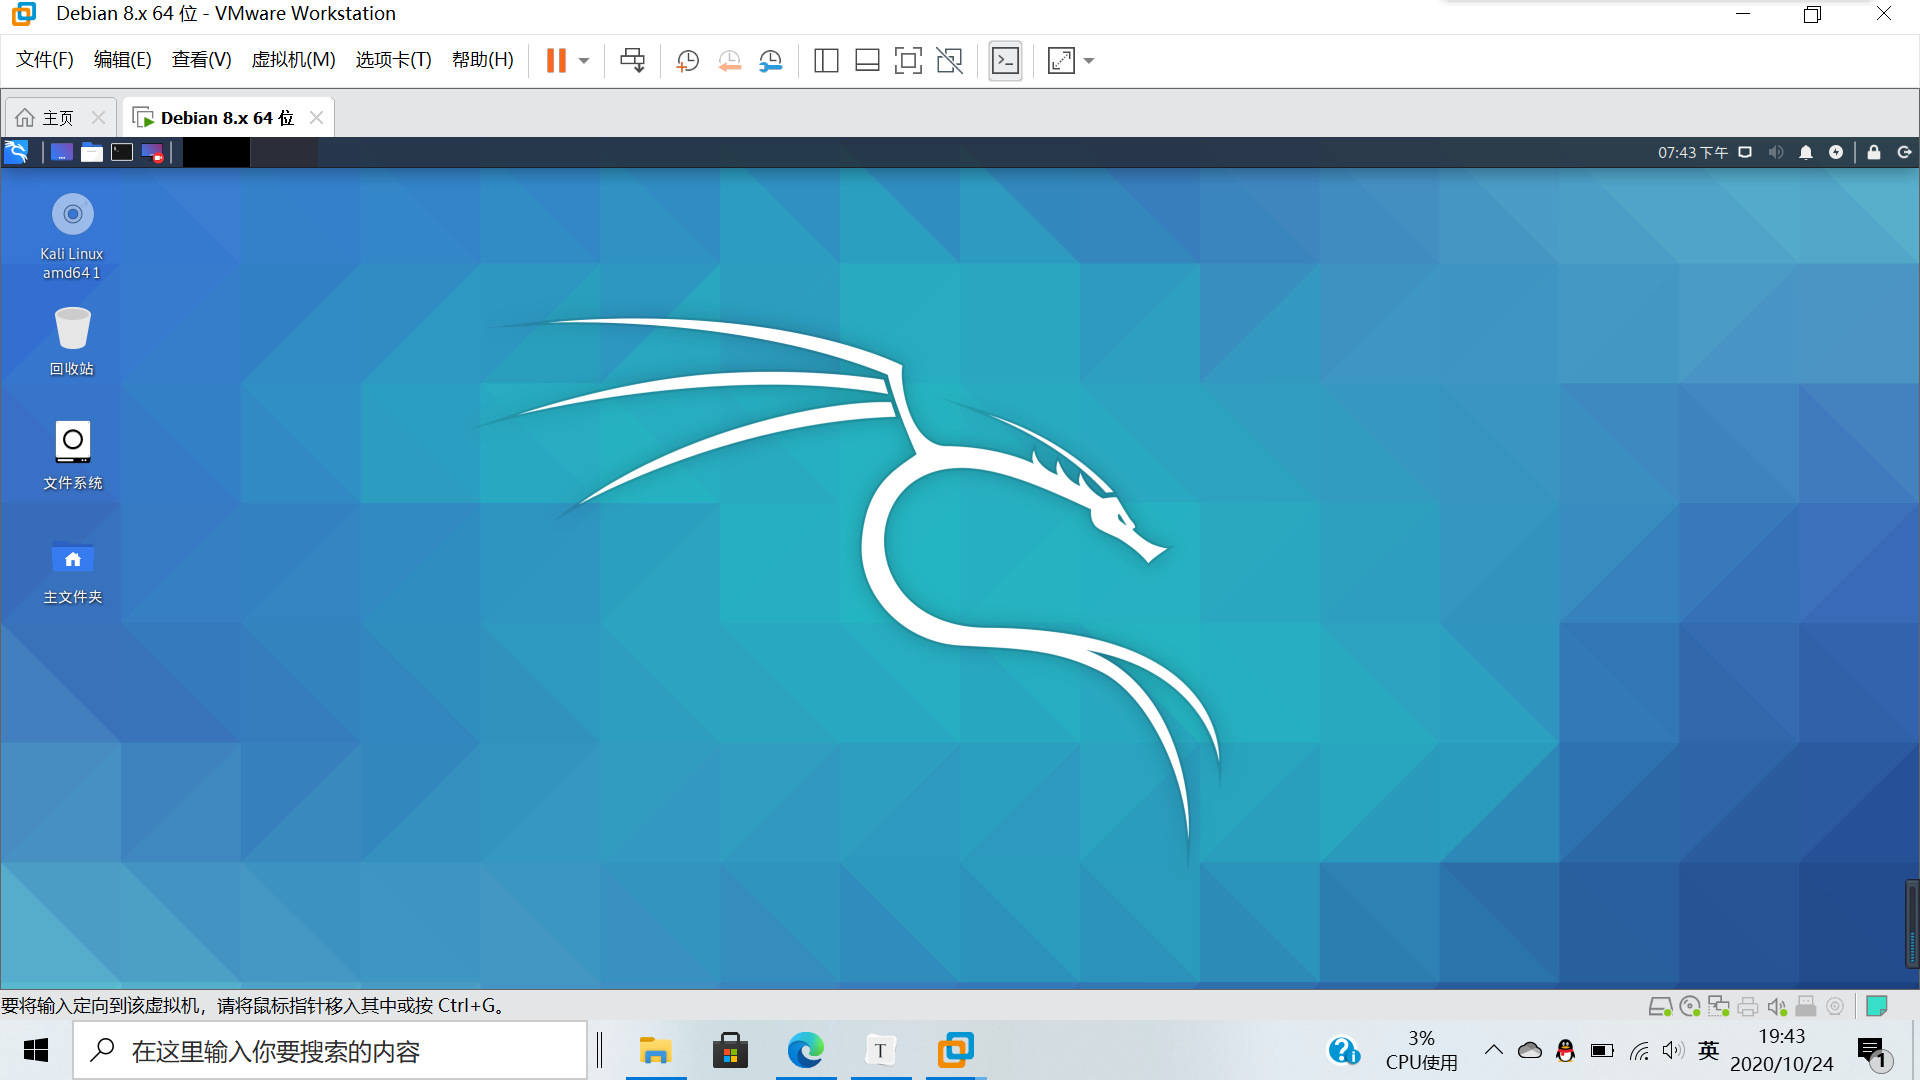 Debian 8.x 64 位 - VMware Workstation
文件(F) 编辑(E) 查看(V) 虚拟机(M) 选项卡(T) 帮助(H)
主页 Debian 8.x 64 位
07:43 下午
Kali Linux
amd64 1
回收站
文件系统
主文件夹
要将输入定向到该虚拟机，请将鼠标指针移入其中或按 Ctrl+G。
在这里输入你要搜索的内容
T
3%
CPU使用
英
19:43
2020/10/24
1